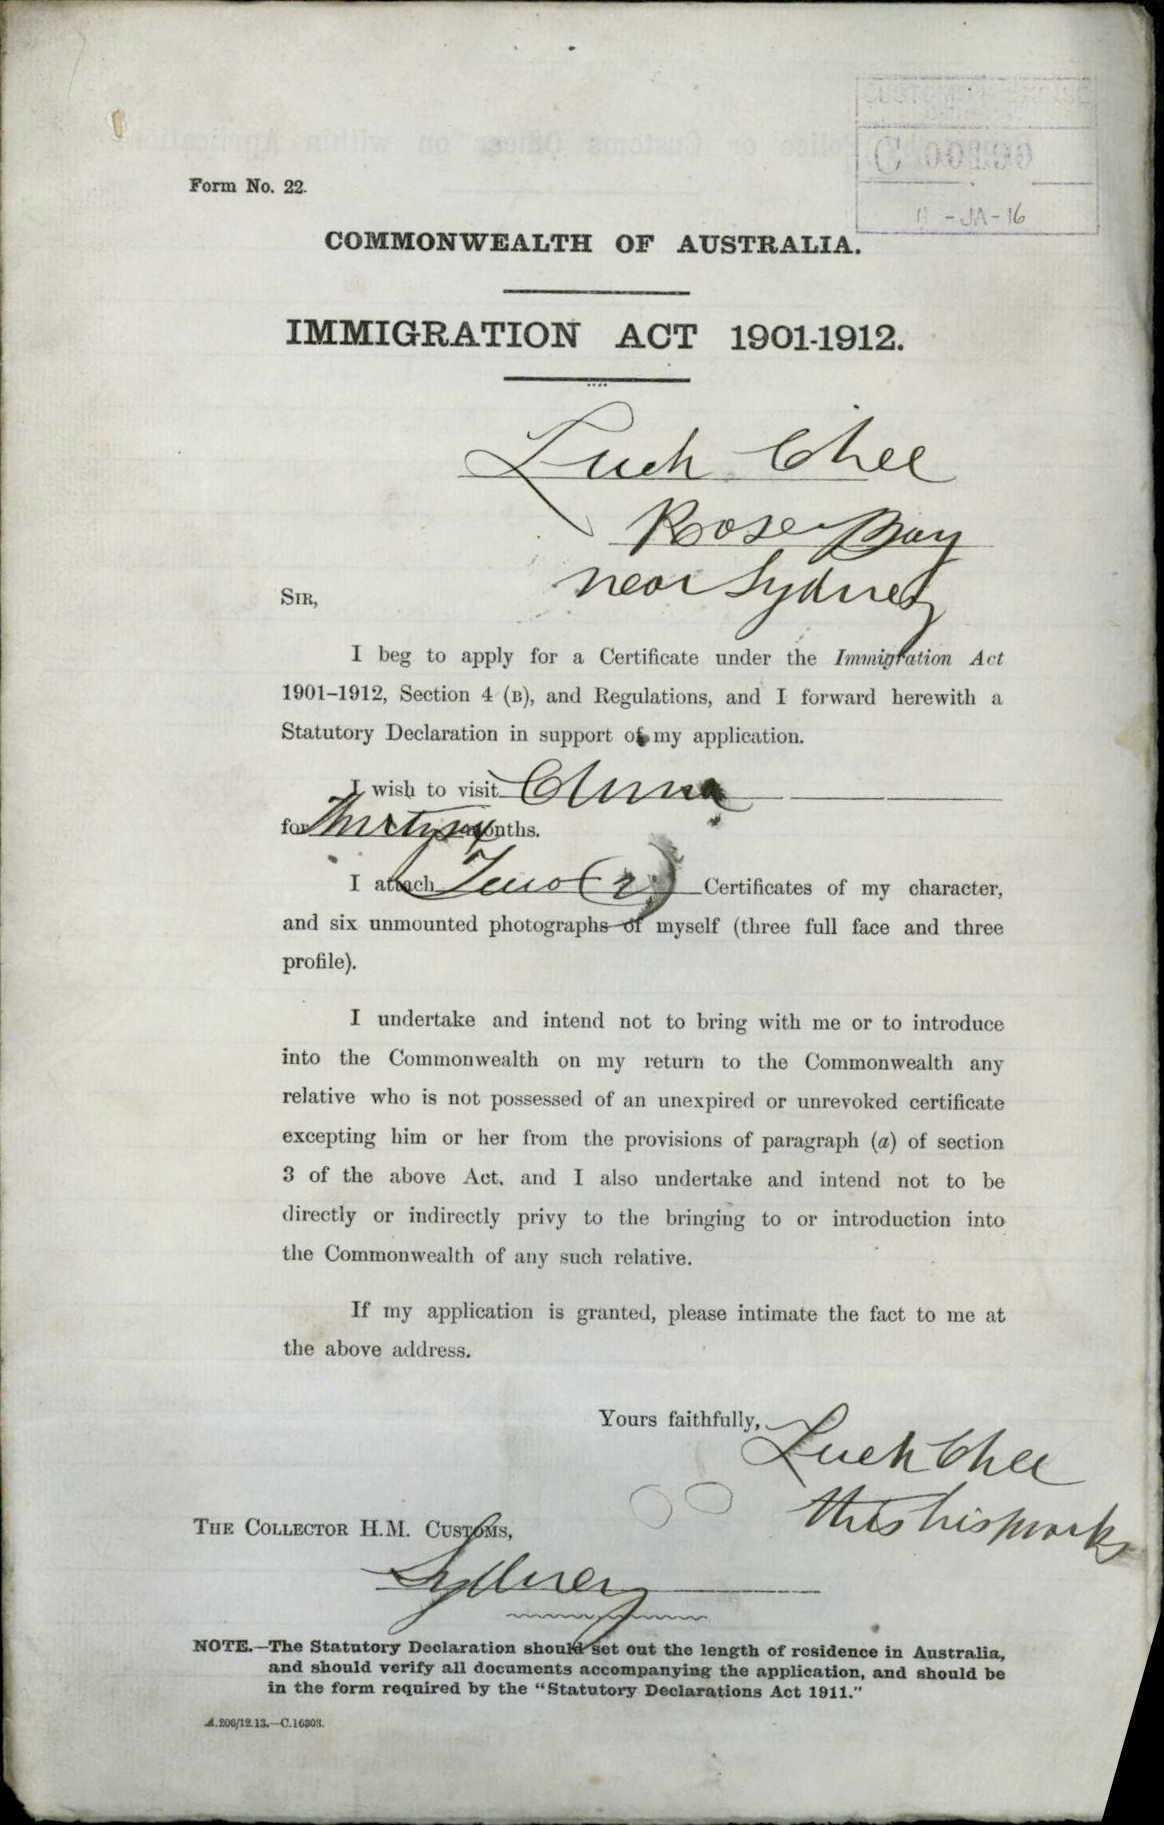 Form No. 22.
COMMONWEALTH OF AUSTRALIA.
IMMIGRATION ACT 1901-1912.
Luck Chee
Rose Bay
near Sydney
SIR,
I beg to apply for a Certificate under the Immigration Act
1901–1912, Section 4 (B), and Regulations, and I forward herewith a
Statutory Declaration in support of my application.
I wish to visit China
for Thirty six months.
I attach Two (2) Certificates of my character,
and six unmounted photographs of myself (three full face and three
profile).
I undertake and intend not to bring with me or to introduce
into the Commonwealth on my return to the Commonwealth any
relative who is not possessed of an unexpired or unrevoked certificate
excepting him or her from the provisions of paragraph (a) of section
3 of the above Act, and I also undertake and intend not to be
directly or indirectly privy to the bringing to or introduction into
the Commonwealth of any such relative.
If my application is granted, please intimate the fact to me at
the above address.
Yours faithfully,
Luck Chee
this his marks
THE COLLECTOR H.M. CUSTOMS,
Sydney
NOTE.—The Statutory Declaration should set out the length of residence in Australia,
and should verify all documents accompanying the application, and should be
in the form required by the "Statutory Declarations Act 1911."
A.200/12.13.—C.16303.